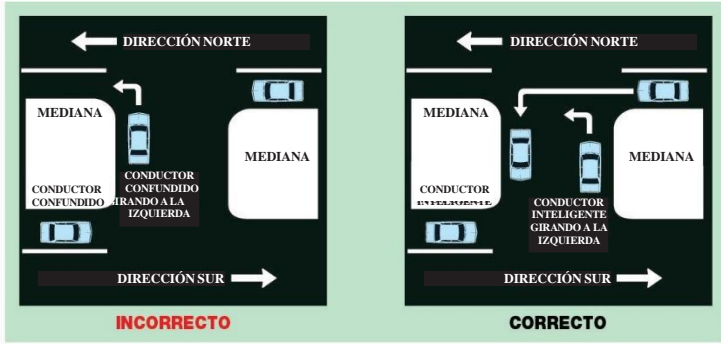 DIRECCIÓN NORTE
MEDIANA
MEDIANA
CONDUCTOR
CONFUNDIDO
GIRANDO A LA
IZQUIERDA
CONDUCTOR
CONFUNDIDO
DIRECCIÓN SUR
INCORRECTO
DIRECCIÓN NORTE
MEDIANA
MEDIANA
CONDUCTOR
INTELIGENTE
CONDUCTOR
INTELIGENTE
GIRANDO A LA
IZQUIERDA
DIRECCIÓN SUR
CORRECTO